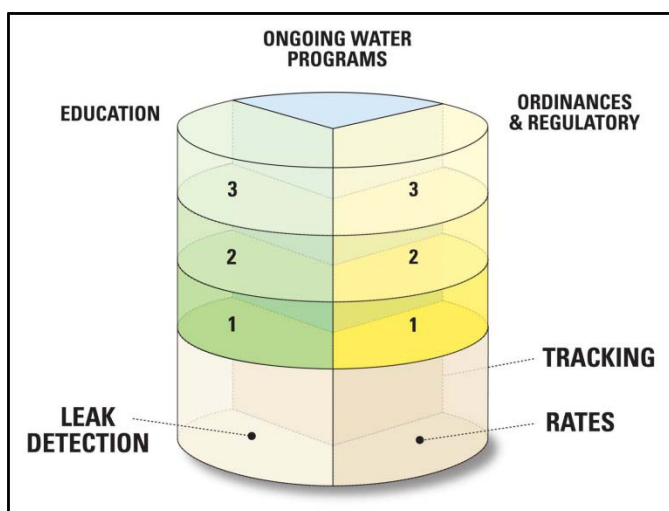 ONGOING WATER
PROGRAMS
EDUCATION
ORDINANCES
& REGULATORY
3
3
2
2
1
1
TRACKING
LEAK
DETECTION
RATES